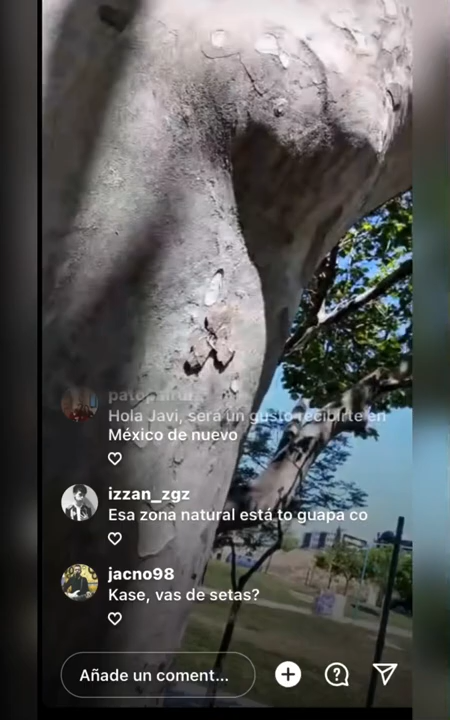 Hola Javi, será un gusto recibirte en
México de nuevo
izzan_zgz
Esa zona natural está to guapa co
jacno98
Kase, vas de setas?
Añade un coment...